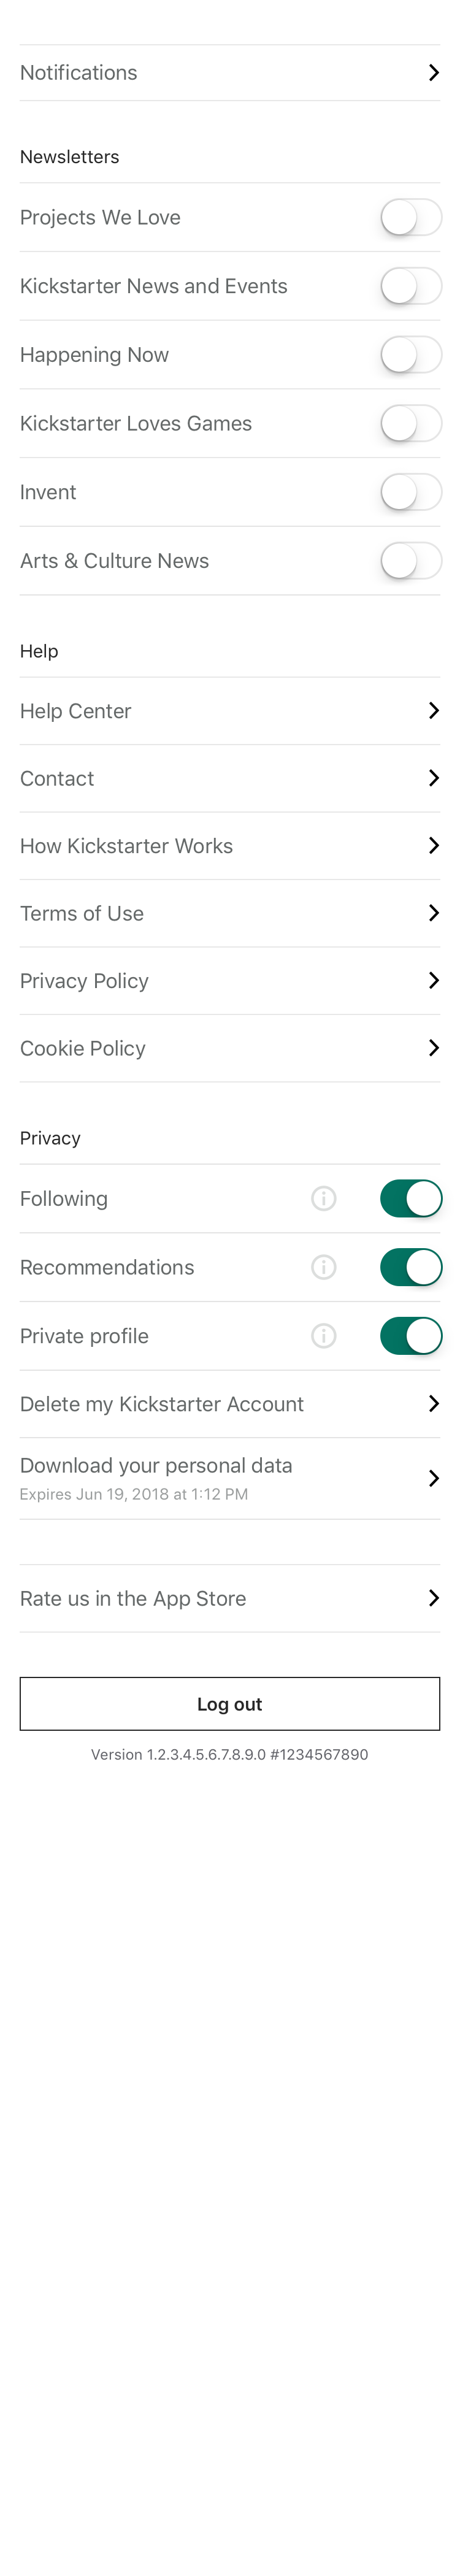 Notifications
Newsletters
Projects We Love
Kickstarter News and Events
Happening Now
Kickstarter Loves Games
Invent
Arts & Culture News
Help
Help Center
Contact
How Kickstarter Works
Terms of Use
Privacy Policy
Cookie Policy
Privacy
Following
Recommendations
Private profile
Delete my Kickstarter Account
Download your personal data
Expires Jun 19, 2018 at 1:12 PM
Rate us in the App Store
Log out
Version 1.2.3.4.5.6.7.8.9.0 #1234567890